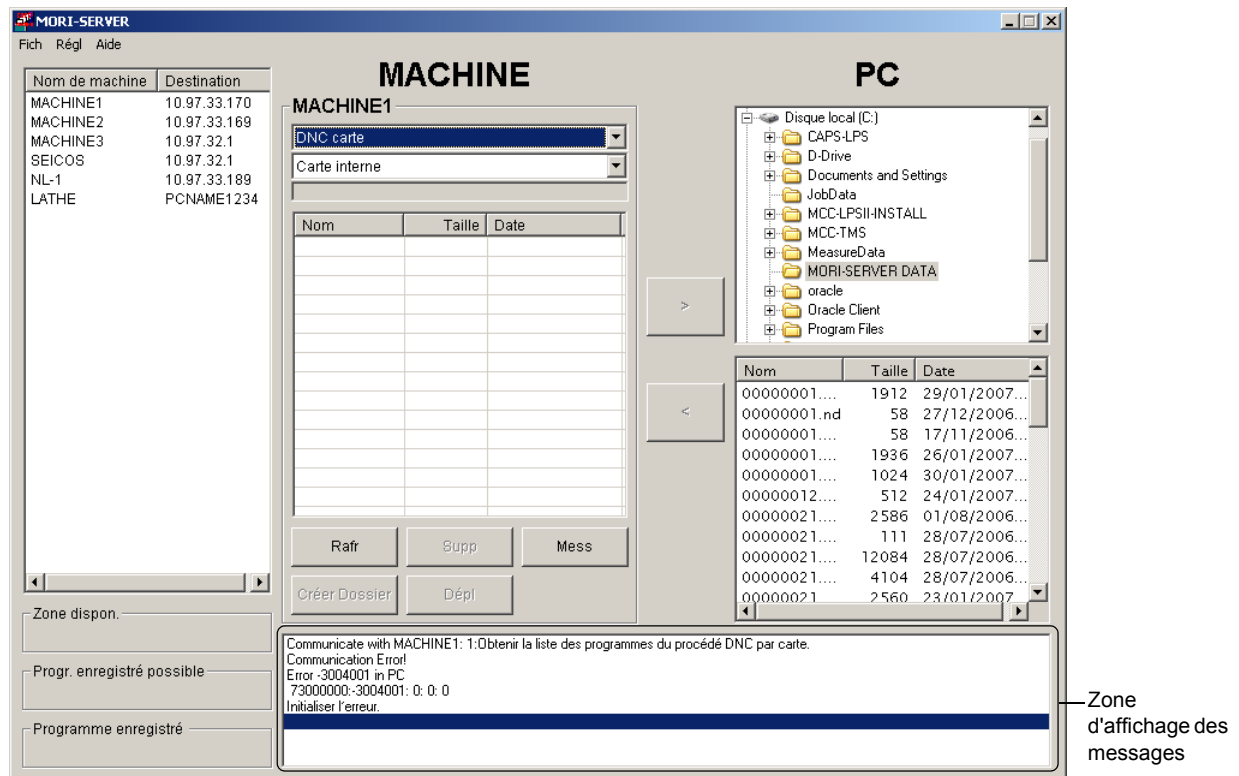 MORI-SERVER
Fich Régl Aide
MACHINE
PC
Nom de machine Destination
MACHINE1 10.97.33.170
MACHINE2 10.97.33.169
MACHINE3 10.97.32.1
SEICOS 10.97.32.1
NL-1 10.97.33.189
LATHE PCNAME1234
MACHINE1
DNC carte
Carte interne
Nom Taille Date
Rafr Supp Mess
Créer Dossier Dépl
>
<
Disque local (C:)
CAPS-LPS
D-Drive
Documents and Settings
JobData
MCC-LPSII-INSTALL
MCC-TMS
MeasureData
MORI-SERVER DATA
oracle
Oracle Client
Program Files
Nom Taille Date
00000001.... 1912 29/01/2007...
00000001.nd 58 27/12/2006...
00000001.... 58 17/11/2006...
00000001.... 1936 26/01/2007...
00000001.... 1024 30/01/2007...
00000012.... 512 24/01/2007...
00000021.... 2586 01/08/2006...
00000021.... 111 28/07/2006...
00000021.... 12084 28/07/2006...
00000021.... 4104 28/07/2006...
00000021 2560 23/01/2007
Zone dispon.
Progr. enregistré possible
Programme enregistré
Communicate with MACHINE1: 1:Obtenir la liste des programmes du procédé DNC par carte.
Communication Error!
Error -3004001 in PC
73000000:-3004001: 0: 0: 0
Initialiser l'erreur.
Zone
d'affichage des
messages